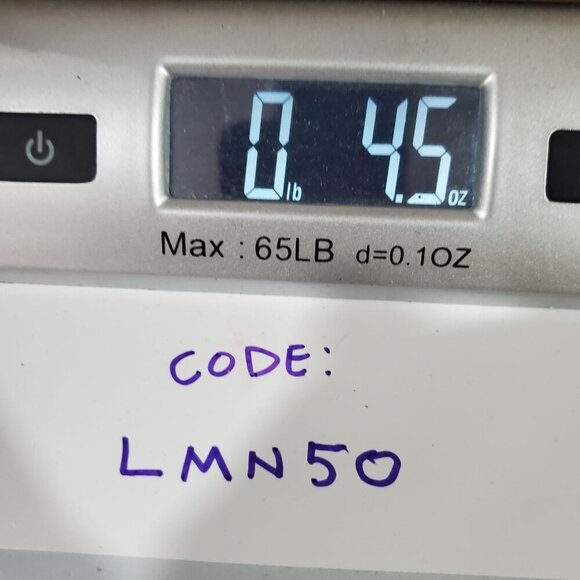 0 lb 4.5 oz
Max : 65LB d=0.1OZ
CODE:
LMN50